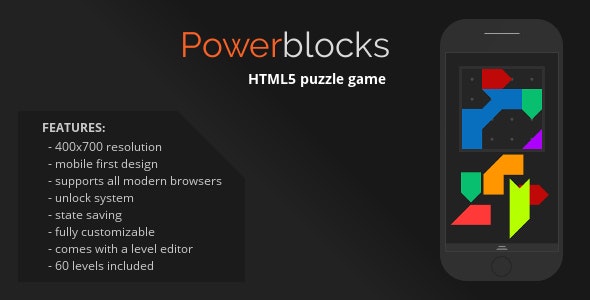 Powerblocks
HTML5 puzzle game
FEATURES:
- 400x700 resolution
- mobile first design
- supports all modern browsers
- unlock system
- state saving
- fully customizable
- comes with a level editor
- 60 levels included